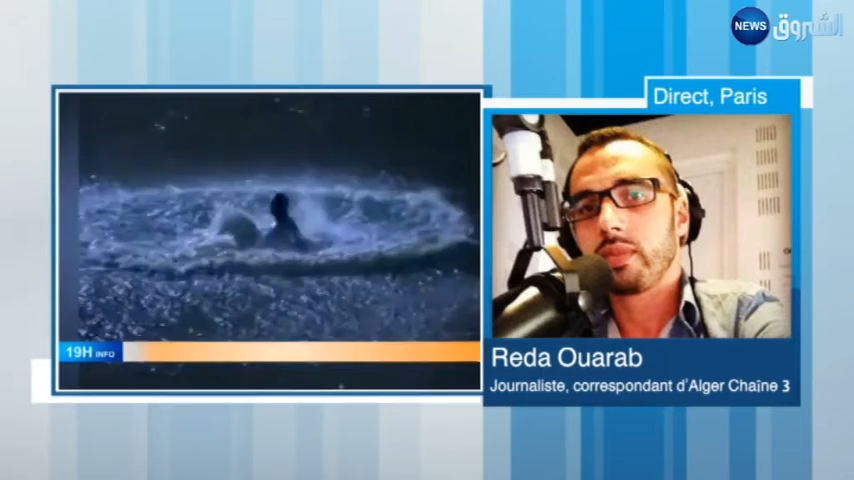 NEWS الشروق
Direct, Paris
19H INFO
Reda Ouarab
Journaliste, correspondant d'Alger Chaîne 3